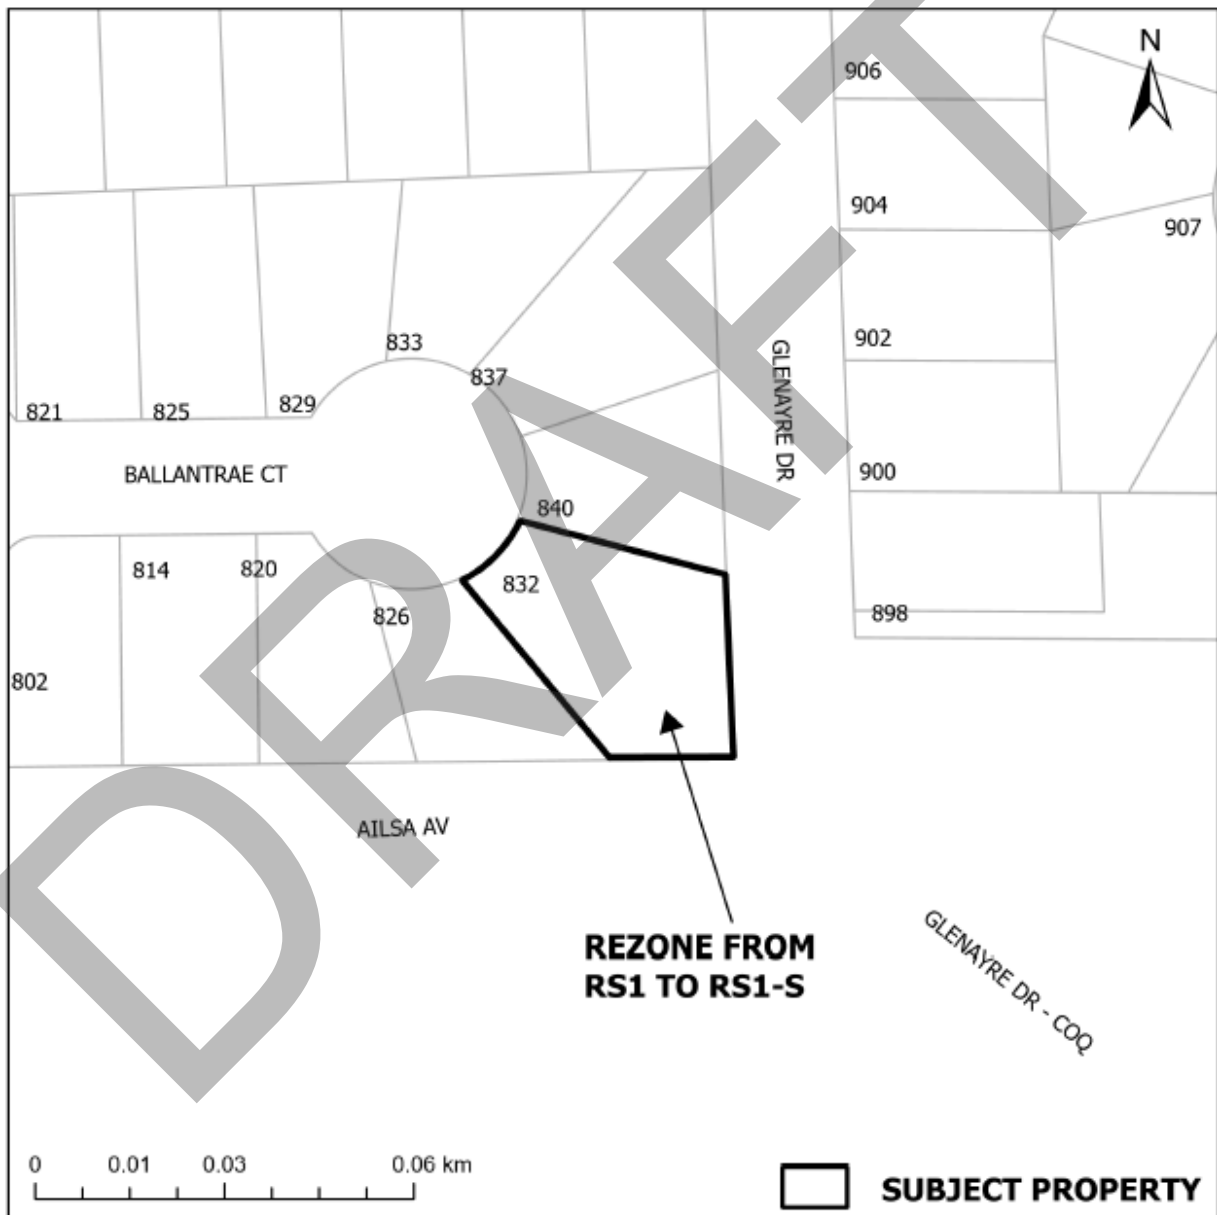 N
906
904
907
902
GLENAYRE DR
833
837
821
825
829
BALLANTRAE CT
900
840
814
820
832
826
898
802
AILSA AV
REZONE FROM
RS1 TO RS1-S
GLENAYRE DR - COQ
0 0.01 0.03 0.06 km
SUBJECT PROPERTY
DRAFT